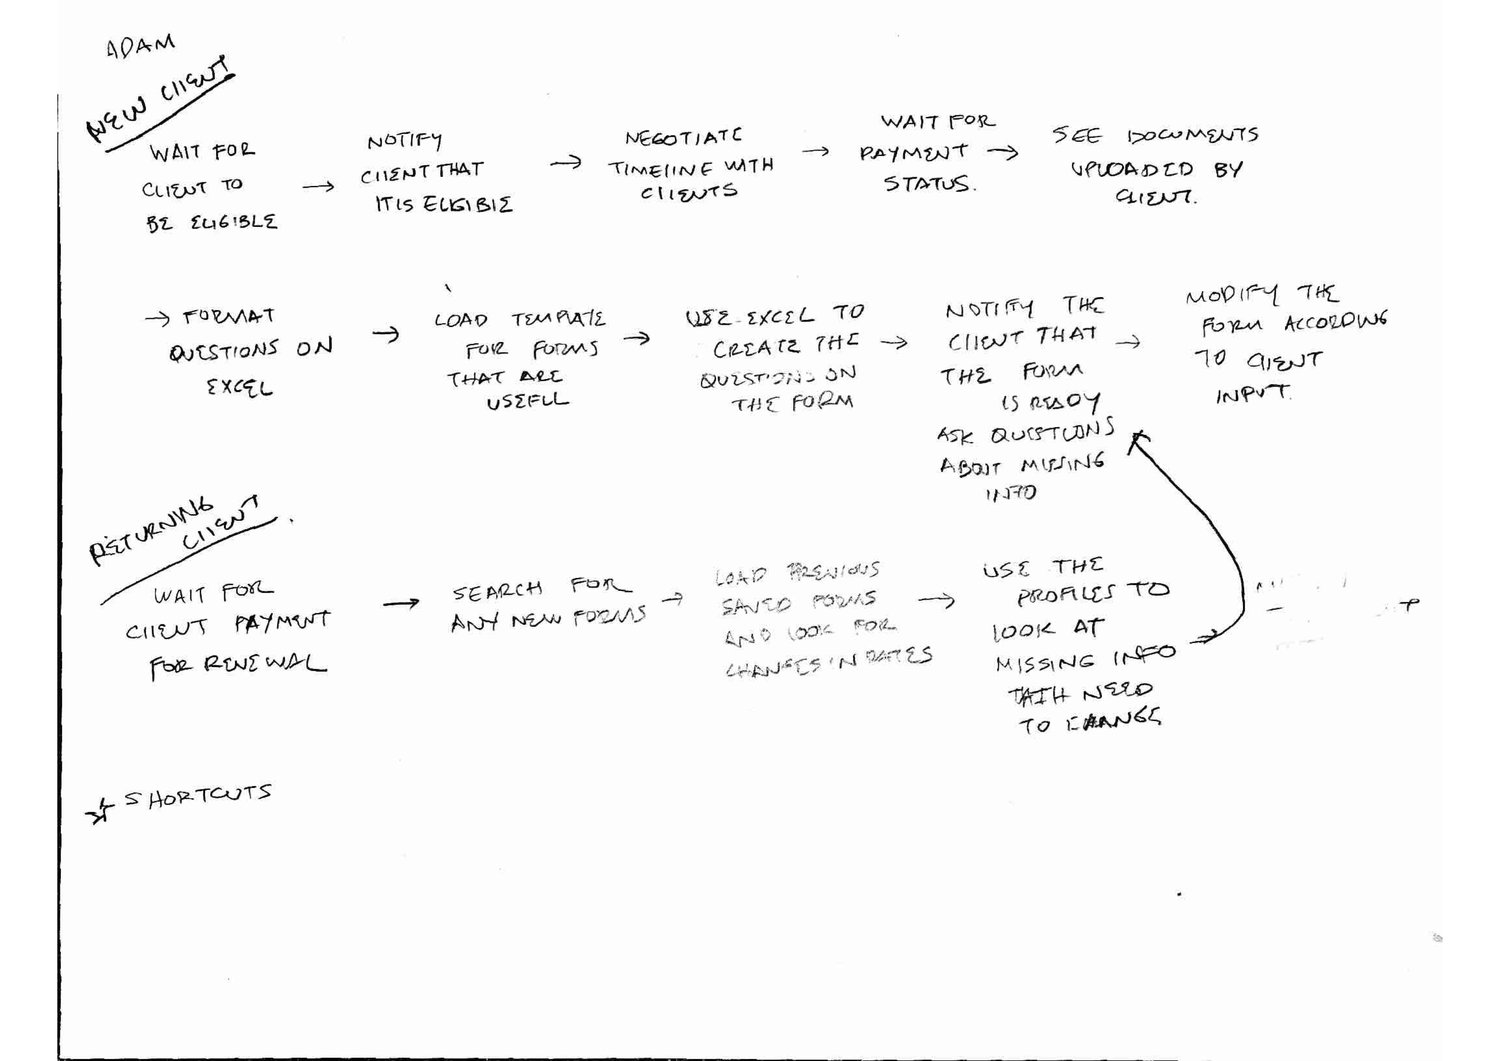 ADAM
NEW CLIENT
WAIT FOR
CLIENT TO
BE ELIGIBLE
→
NOTIFY
CLIENT THAT
IT IS ELIGIBLE
→
NEGOTIATE
TIMELINE WITH
CLIENTS
→
WAIT FOR
PAYMENT
STATUS.
→
SEE DOCUMENTS
UPLOADED BY
CLIENT.
→ FORMAT
QUESTIONS ON
EXCEL
→
LOAD TEMPLATE
FOR FORMS
THAT ARE
USEFUL
→
USE EXCEL TO
CREATE THE
QUESTIONS ON
THE FORM
→
NOTIFY THE
CLIENT THAT
THE FORM
IS READY
ASK QUESTIONS
ABOUT MISSING
INFO
→
MODIFY THE
FORM ACCORDING
TO CLIENT
INPUT.
RETURNING
CLIENT
WAIT FOR
CLIENT PAYMENT
FOR RENEWAL
→
SEARCH FOR
ANY NEW FORMS
→
LOAD PREVIOUS
SAVED FORMS
AND LOOK FOR
CHANGES IN DATES
→
USE THE
PROFILES TO
LOOK AT
MISSING INFO
NEED
TO CHANGE
→
* SHORTCUTS